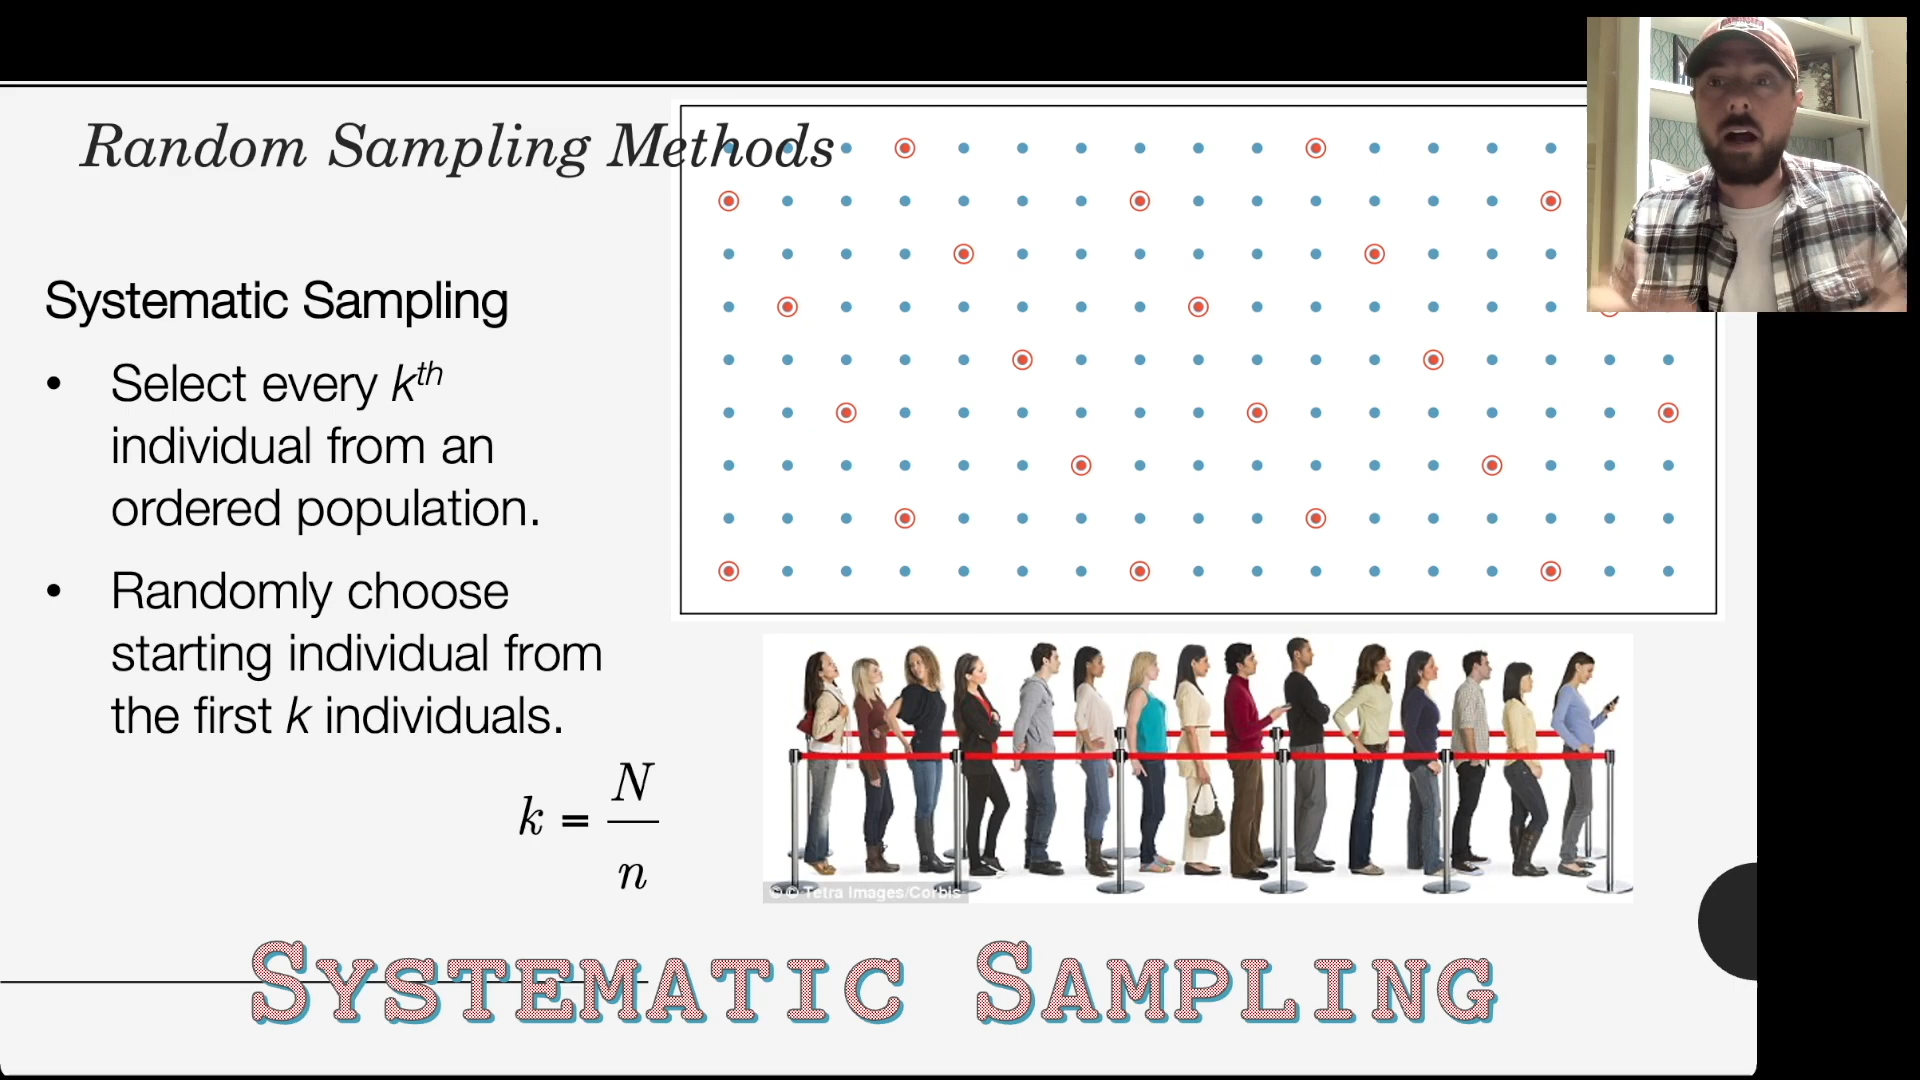 Random Sampling Methods
Systematic Sampling
• Select every kth
individual from an
ordered population.
• Randomly choose
starting individual from
the first k individuals.
k = N
n
© © Tetra Images/Corbis
SYSTEMATIC SAMPLING